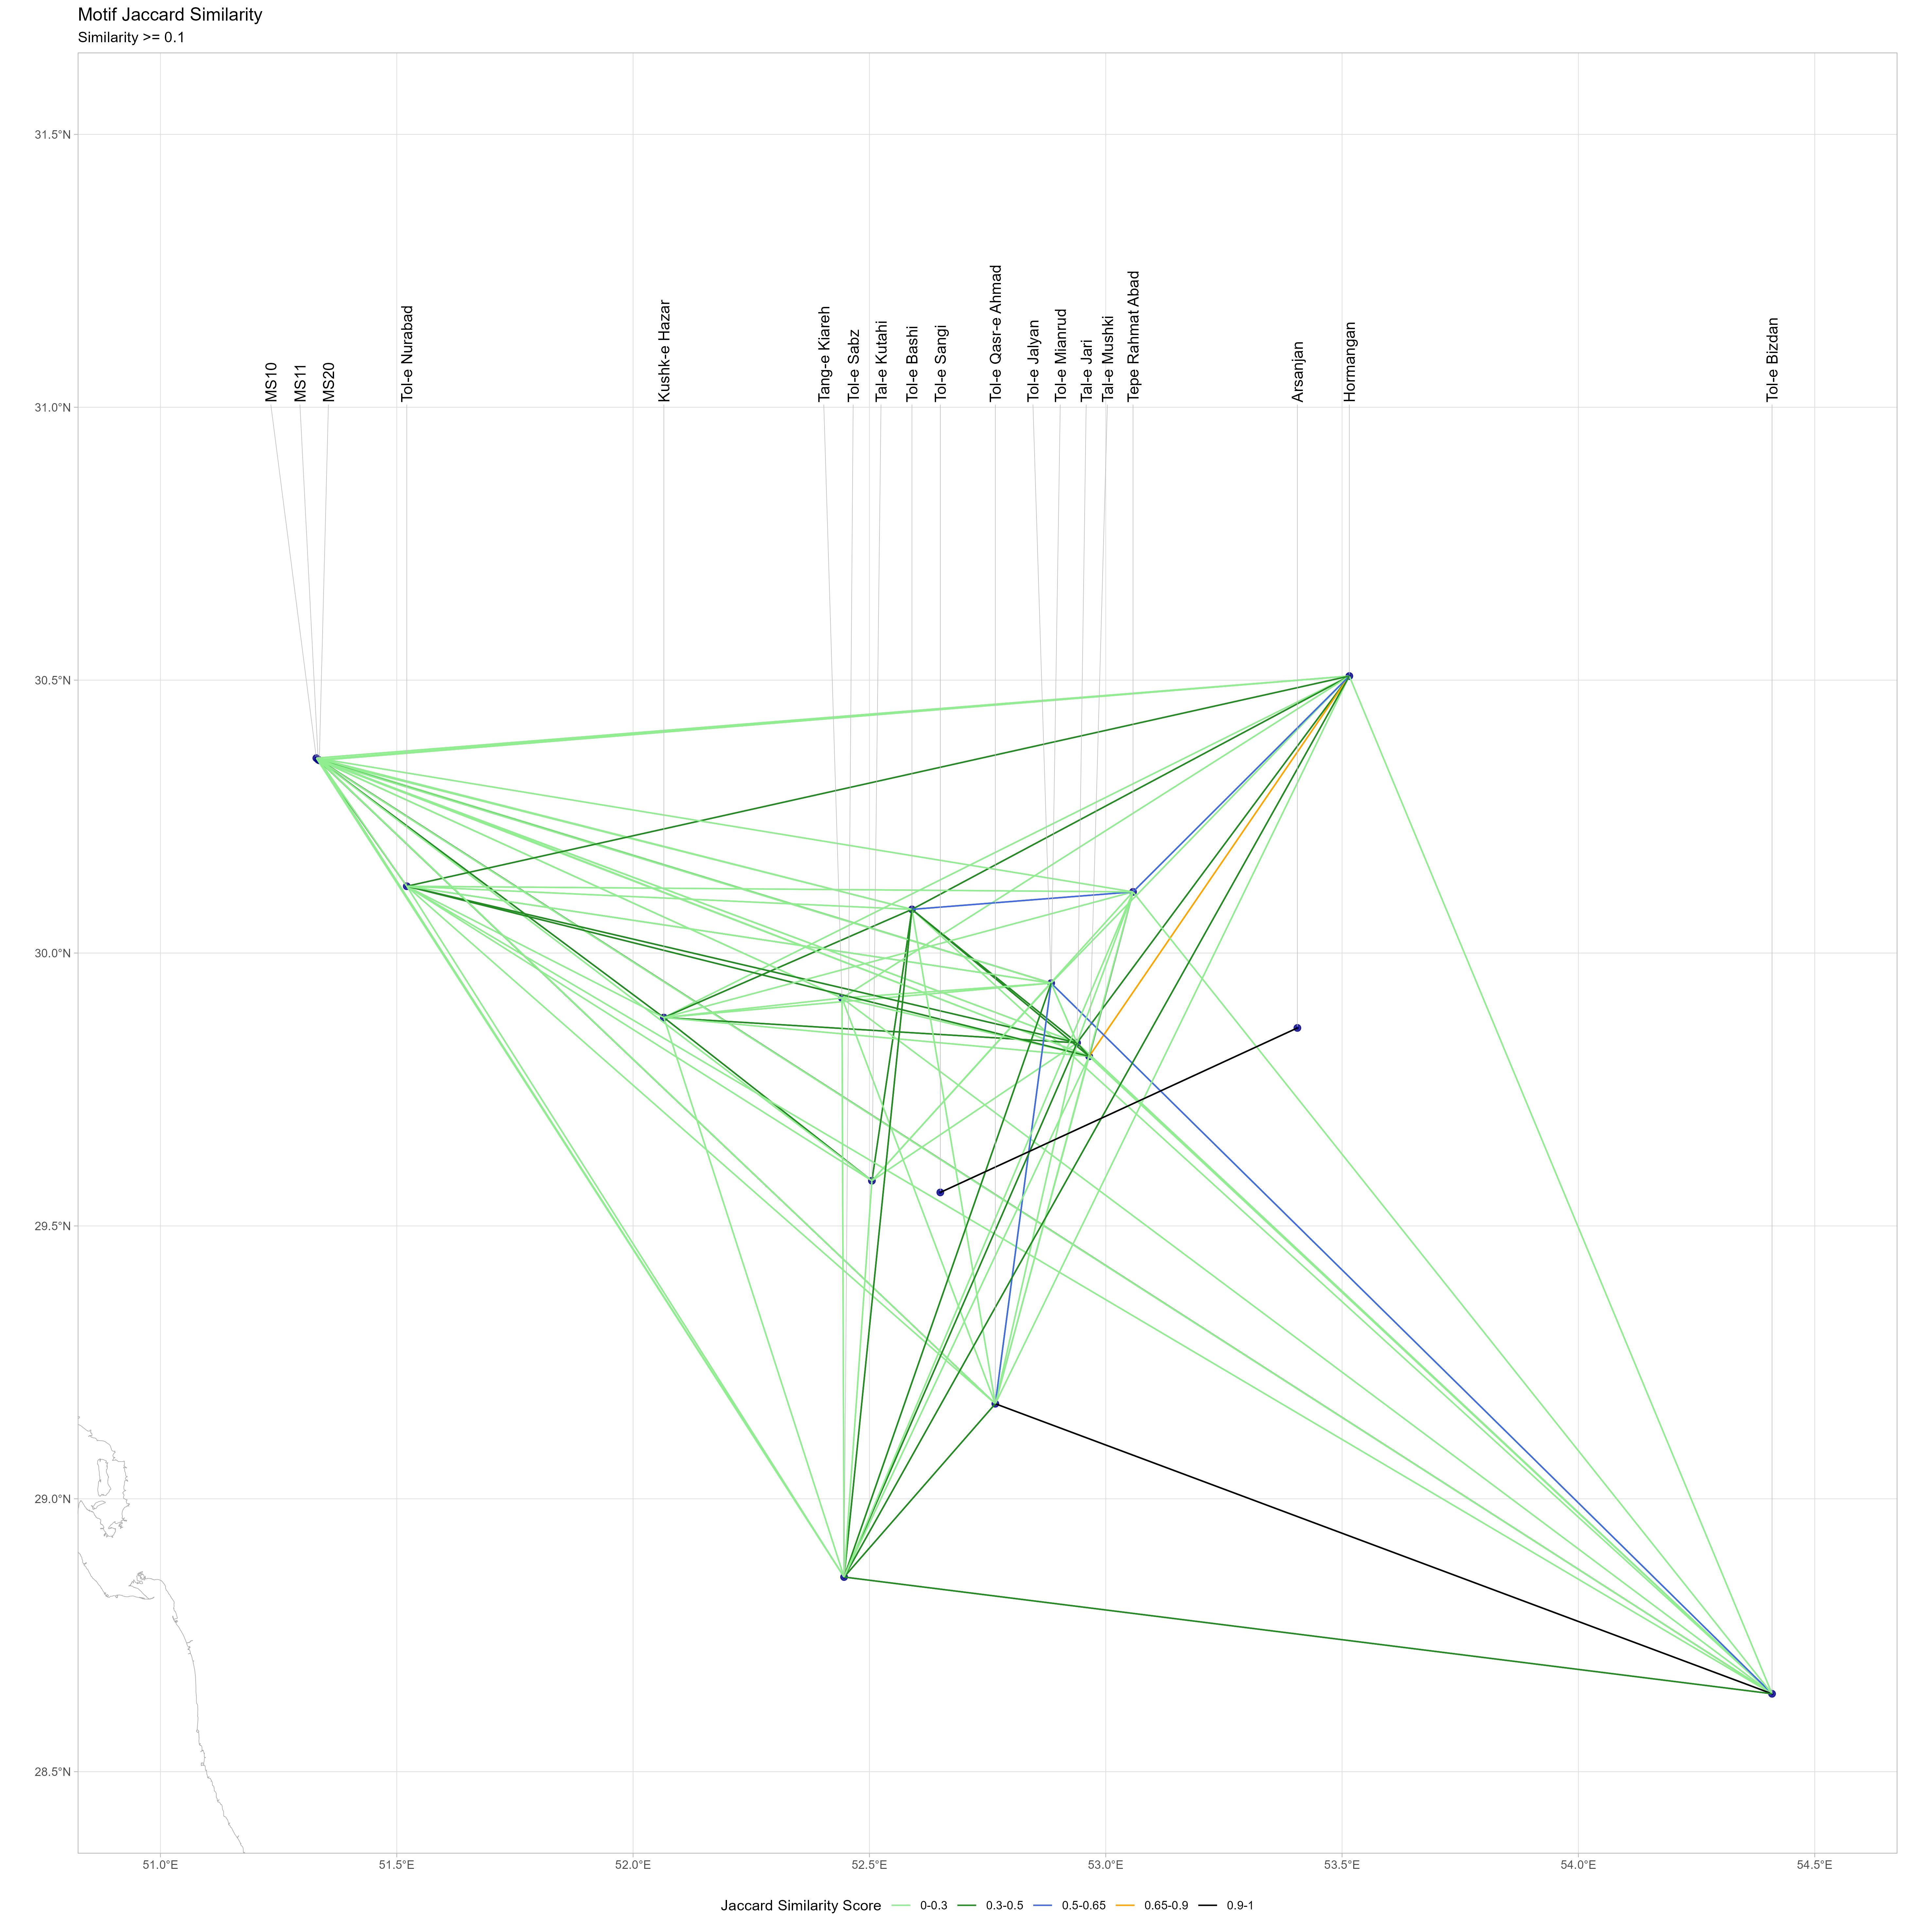 Motif Jaccard Similarity
Similarity >= 0.1
31.5°N
31.0°N
30.5°N
30.0°N
29.5°N
29.0°N
28.5°N
MS10
MS11
MS20
Tol-e Nurabad
Kushk-e Hazar
Tang-e Kiareh
Tol-e Sabz
Tal-e Kutahi
Tol-e Bashi
Tol-e Sangi
Tol-e Qasr-e Ahmad
Tol-e Jalyan
Tol-e Mianrud
Tal-e Jari
Tal-e Mushki
Tepe Rahmat Abad
Arsanjan
Hormangan
Tol-e Bizdan
51.0°E 51.5°E 52.0°E 52.5°E 53.0°E 53.5°E 54.0°E 54.5°E
Jaccard Similarity Score 0-0.3 0.3-0.5 0.5-0.65 0.65-0.9 0.9-1